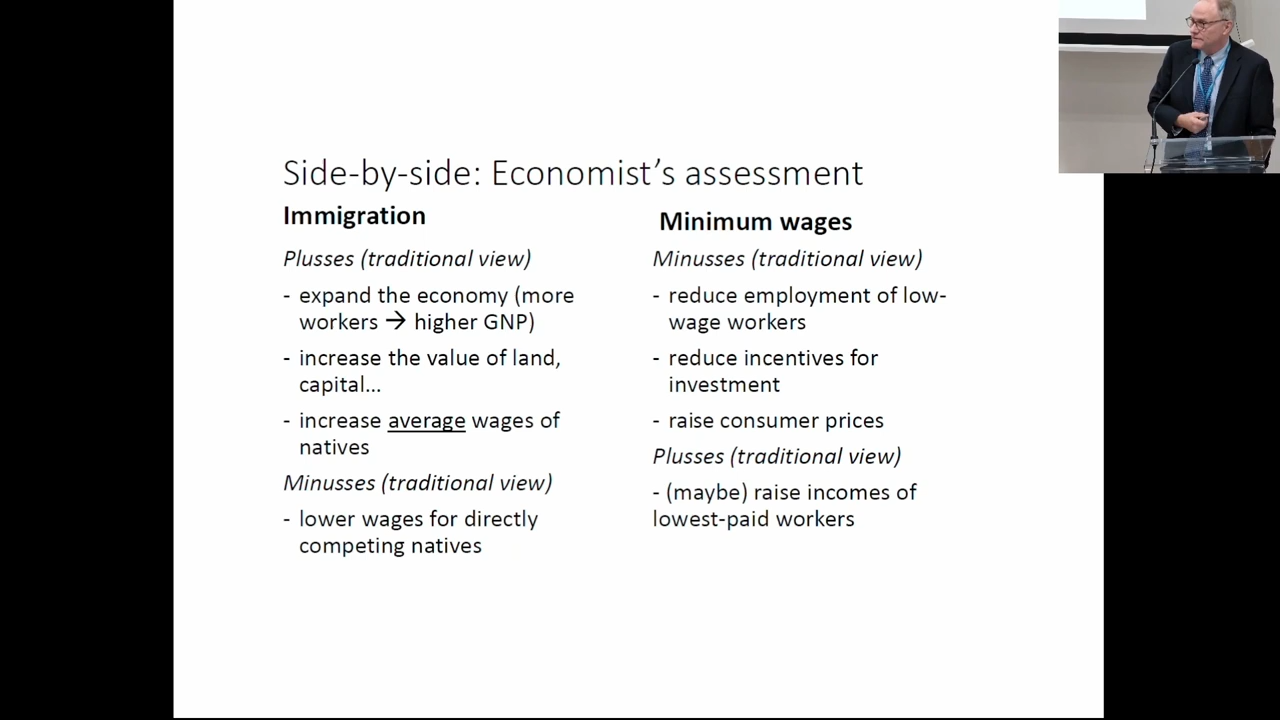 Side-by-side: Economist's assessment
Immigration
Plusses (traditional view)
- expand the economy (more
workers → higher GNP)
- increase the value of land,
capital...
- increase average wages of
natives
Minusses (traditional view)
- lower wages for directly
competing natives
Minimum wages
Minusses (traditional view)
- reduce employment of low-
wage workers
- reduce incentives for
investment
- raise consumer prices
Plusses (traditional view)
- (maybe) raise incomes of
lowest-paid workers